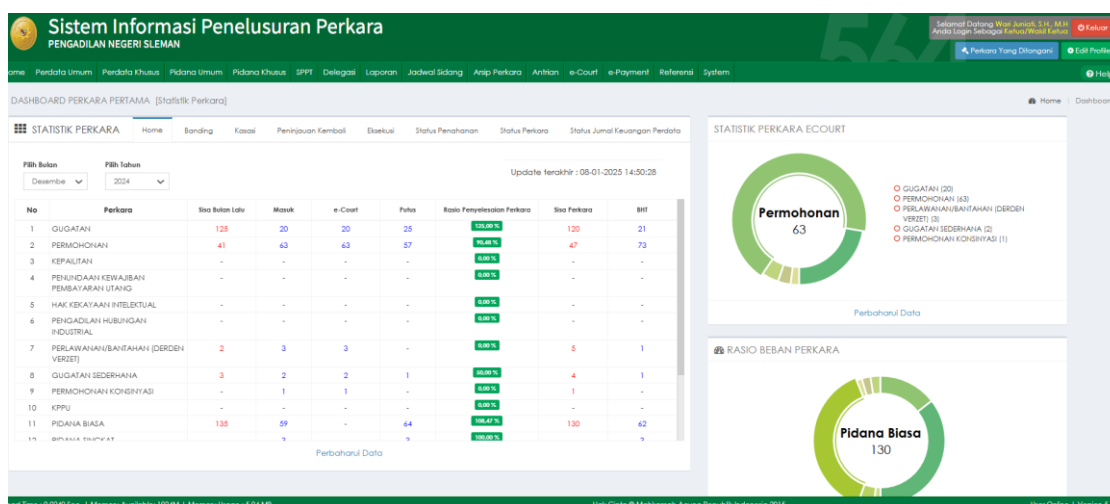 Sistem Informasi Penelusuran Perkara
PENGADILAN NEGERI SLEMAN
Selamat Datang Wari Juniati, S.H., M.H
Anda Login Sebagai Ketua/Wakil Ketua
Keluar
Perkara Yang Ditangani
Edit Profile
ome Perdata Umum Perdata Khusus Pidana Umum Pidana Khusus SPPT Delegasi Laporan Jadwal Sidang Arsip Perkara Antrian e-Court e-Payment Referensi System
Help
DASHBOARD PERKARA PERTAMA [Statistik Perkara]
Home Dashboar
STATISTIK PERKARA Home Banding Kasasi Peninjauan Kembali Eksekusi Status Penahanan Status Perkara Status Jurnal Keuangan Perdata
Pilih Bulan Pilih Tahun
Desembe 2024
Update terakhir : 08-01-2025 14:50:28
No Perkara Sisa Bulan Lalu Masuk e-Court Putus Rasio Penyelesaian Perkara Sisa Perkara BHT
1 GUGATAN 125 20 20 25 125,00 % 120 21
2 PERMOHONAN 41 63 63 57 90,48 % 47 73
3 KEPAILITAN - - - - 0,00 % - -
4 PENUNDAAN KEWAJIBAN PEMBAYARAN UTANG - - - - 0,00 % - -
5 HAK KEKAYAAN INTELEKTUAL - - - - 0,00 % - -
6 PENGADILAN HUBUNGAN INDUSTRIAL - - - - 0,00 % - -
7 PERLAWANAN/BANTAHAN (DERDEN VERZET) 2 3 3 - 0,00 % 5 1
8 GUGATAN SEDERHANA 3 2 2 1 50,00 % 4 1
9 PERMOHONAN KONSINYASI - 1 1 - 0,00 % 1 -
10 KPPU - - - - 0,00 % - -
11 PIDANA BIASA 135 59 - 64 108,47 % 130 62
12 PIDANA SINGKAT 100,00 %
Perbaharui Data
STATISTIK PERKARA ECOURT
Permohonan
63
GUGATAN (20)
PERMOHONAN (63)
PERLAWANAN/BANTAHAN (DERDEN
VERZET) (3)
GUGATAN SEDERHANA (2)
PERMOHONAN KONSINYASI (1)
Perbaharui Data
RASIO BEBAN PERKARA
Pidana Biasa
130